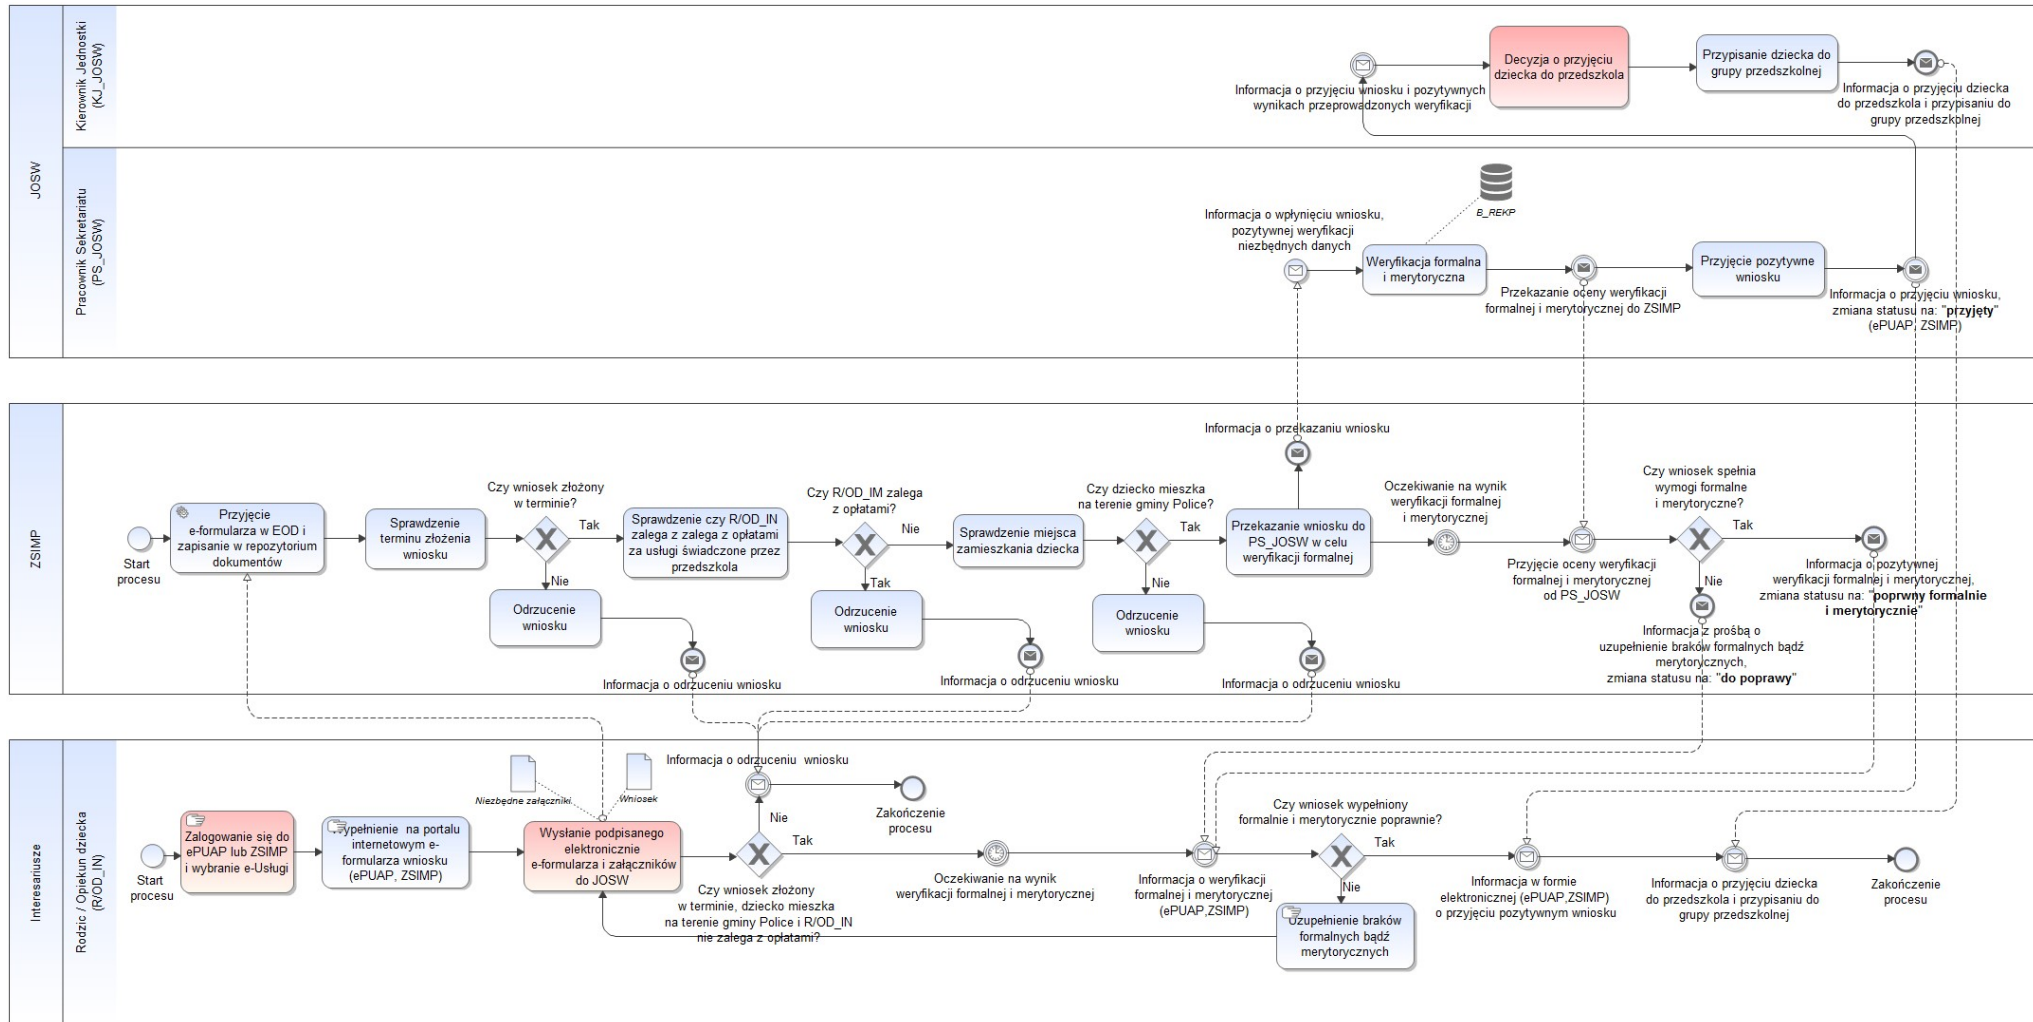 JOSW
Kierownik Jednostki
(KJ_JOSW)
Informacja o przyjęciu wniosku i pozytywnych
wynikach przeprowadzonych weryfikacji
Decyzja o przyjęciu
dziecka do przedszkola
Przypisanie dziecka do
grupy przedszkolnej
Informacja o przyjęciu dziecka
do przedszkola i przypisaniu do
grupy przedszkolnej
Pracownik Sekretariatu
(PS_JOSW)
Informacja o wpłynięciu wniosku,
pozytywnej weryfikacji
niezbędnych danych
B_REKP
Weryfikacja formalna
i merytoryczna
Przekazanie oceny weryfikacji
formalnej i merytorycznej do ZSIMP
Przyjęcie pozytywne
wniosku
Informacja o przyjęciu wniosku,
zmiana statusu na: "przyjęty"
(ePUAP, ZSIMP)
ZSIMP
Start
procesu
Przyjęcie
e-formularza w EOD i
zapisanie w repozytorium
dokumentów
Sprawdzenie
terminu złożenia
wniosku
Czy wniosek złożony
w terminie?
Tak
Nie
Odrzucenie
wniosku
Informacja o odrzuceniu wniosku
Sprawdzenie czy R/OD_IN
zalega z zalega z opłatami
za usługi świadczone przez
przedszkola
Czy R/OD_IM zalega
z opłatami?
Nie
Tak
Odrzucenie
wniosku
Informacja o odrzuceniu wniosku
Sprawdzenie miejsca
zamieszkania dziecka
Czy dziecko mieszka
na terenie gminy Police?
Tak
Nie
Odrzucenie
wniosku
Informacja o odrzuceniu wniosku
Informacja o przekazaniu wniosku
Przekazanie wniosku do
PS_JOSW w celu
weryfikacji formalnej
Oczekiwanie na wynik
weryfikacji formalnej
i merytorycznej
Przyjęcie oceny weryfikacji
formalnej i merytorycznej
od PS_JOSW
Czy wniosek spełnia
wymogi formalne
i merytoryczne?
Tak
Nie
Informacja o pozytywnej
weryfikacji formalnej i merytorycznej,
zmiana statusu na: "poprwny formalnie
i merytorycznie"
Informacja z prośbą o
uzupełnienie braków formalnych bądź
merytorycznych,
zmiana statusu na: "do poprawy"
Interesariusze
Rodzic / Opiekun dziecka
(R/OD_IN)
Start
procesu
Zalogowanie się do
ePUAP lub ZSIMP
i wybranie e-Usługi
Wypełnienie na portalu
internetowym e-
formularza wniosku
(ePUAP, ZSIMP)
Niezbędne załączniki
Wniosek
Wysłanie podpisanego
elektronicznie
e-formularza i załączników
do JOSW
Informacja o odrzuceniu wniosku
Zakończenie
procesu
Nie
Tak
Czy wniosek złożony
w terminie, dziecko mieszka
na terenie gminy Police i R/OD_IN
nie zalega z opłatami?
Oczekiwanie na wynik
weryfikacji formalnej i merytorycznej
Informacja o weryfikacji
formalnej i merytorycznej
(ePUAP,ZSIMP)
Czy wniosek wypełniony
formalnie i merytorycznie poprawnie?
Tak
Nie
Uzupełnienie braków
formalnych bądź
merytorycznych
Informacja w formie
elektronicznej (ePUAP,ZSIMP)
o przyjęciu pozytywnym wniosku
Informacja o przyjęciu dziecka
do przedszkola i przypisaniu do
grupy przedszkolnej
Zakończenie
procesu